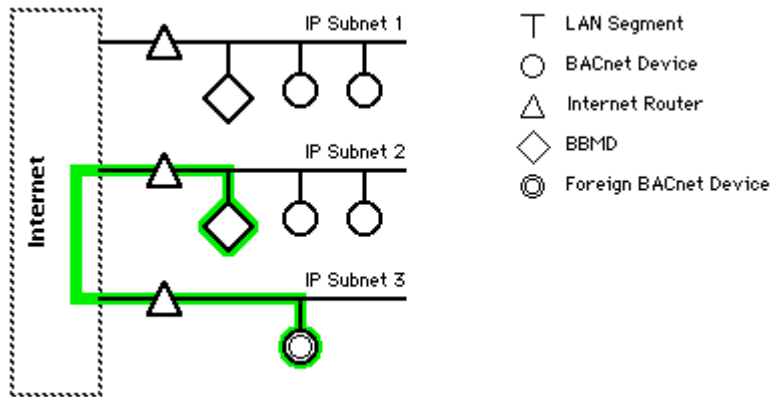 IP Subnet 1
IP Subnet 2
IP Subnet 3
Internet
LAN Segment
BACnet Device
Internet Router
BBMD
Foreign BACnet Device